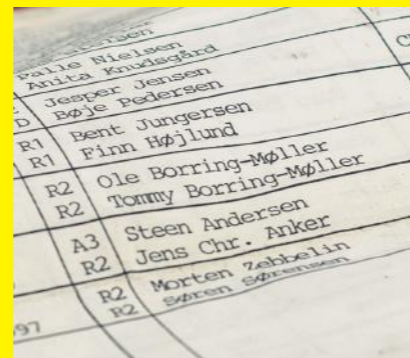 Palle Nielsen
Anita Knudsgård
Jesper Jensen
D Bøje Pedersen
R1 Bent Jungersen
R1 Finn Højlund
R2 Ole Borring-Møller
R2 Tommy Borring-Møller
A3 Steen Andersen
R2 Jens Chr. Anker
R2 Morten Zebbelin
97 R2 Søren Sørensen